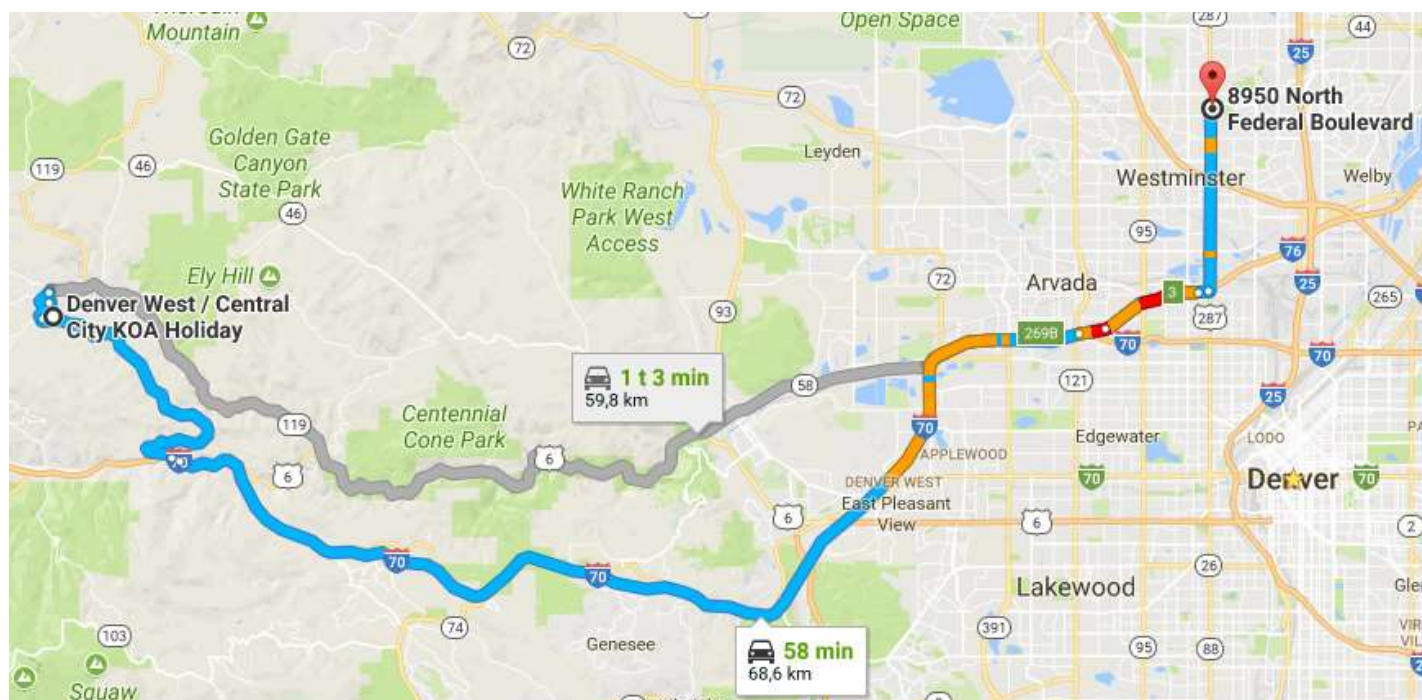 Mountain
72
Open Space
287
44
25
8950 North
Federal Boulevard
72
Golden Gate
Canyon
State Park
119
46
Leyden
White Ranch
Park West
Access
Westminster
Welby
46
95
76
Ely Hill
Arvada
72
25
265
Denver West / Central
City KOA Holiday
93
3
287
269B
70
70
1 t 3 min
59,8 km
58
121
25
119
Centennial
Cone Park
70
Edgewater
LODO
6
6
APPLEWOOD
DENVER WEST
70
Denver
70
East Pleasant
View
6
6
2
70
70
26
Lakewood
103
74
Genesee
391
95
88
58 min
68,6 km
Squaw